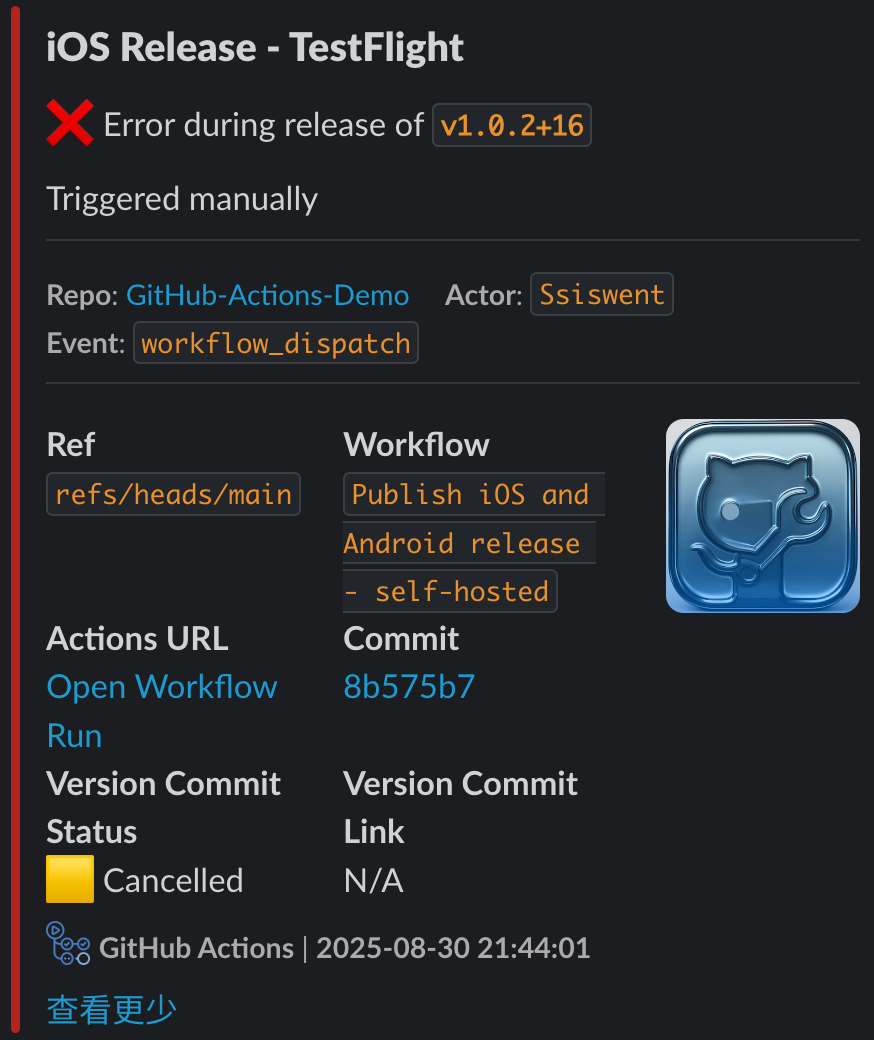 iOS Release - TestFlight
❌ Error during release of v1.0.2+16
Triggered manually
Repo: GitHub-Actions-Demo Actor: Ssiswent
Event: workflow_dispatch
Ref
refs/heads/main
Workflow
Publish iOS and
Android release
- self-hosted
Actions URL
Open Workflow
Run
Commit
8b575b7
Version Commit
Status
🟨 Cancelled
Version Commit
Link
N/A
GitHub Actions | 2025-08-30 21:44:01
查看更少